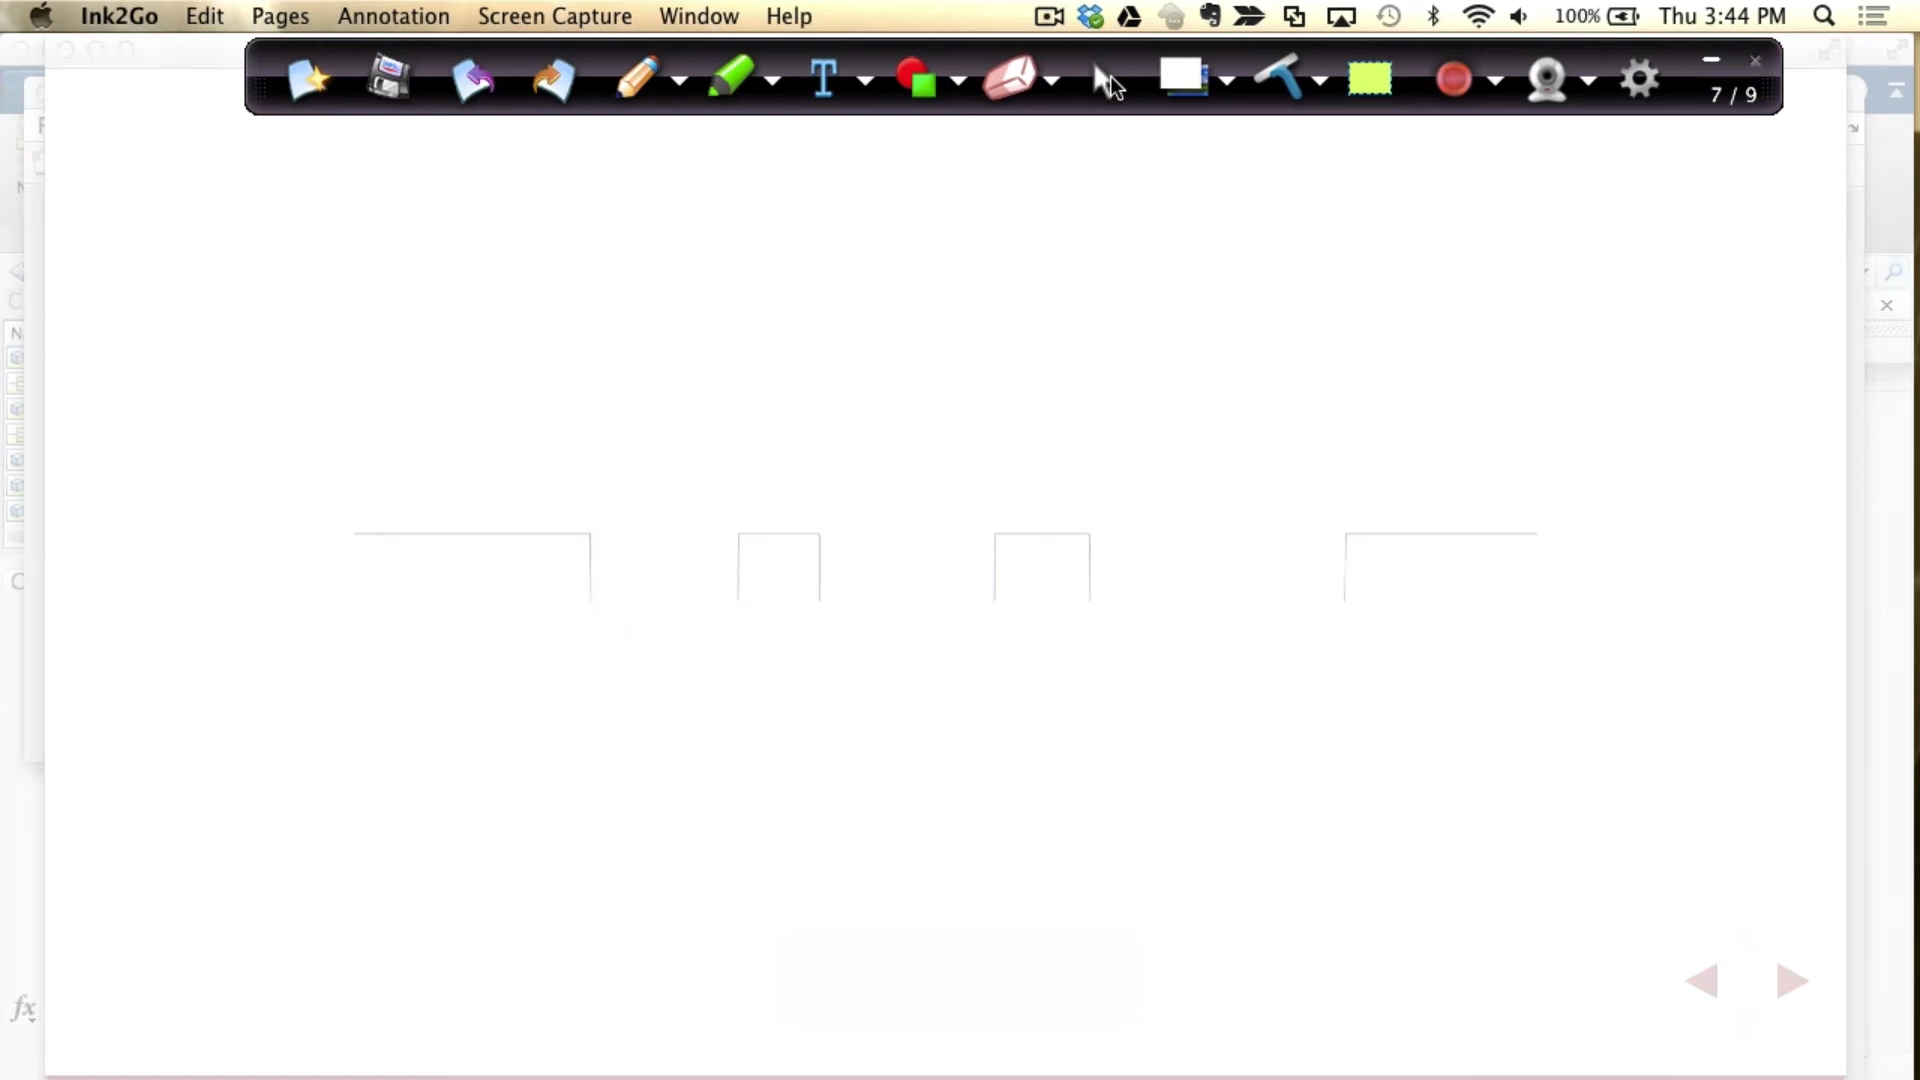 Ink2Go Edit Pages Annotation Screen Capture Window Help 100% Thu 3:44 PM
T
7 / 9
F
N
C
N
C
fx